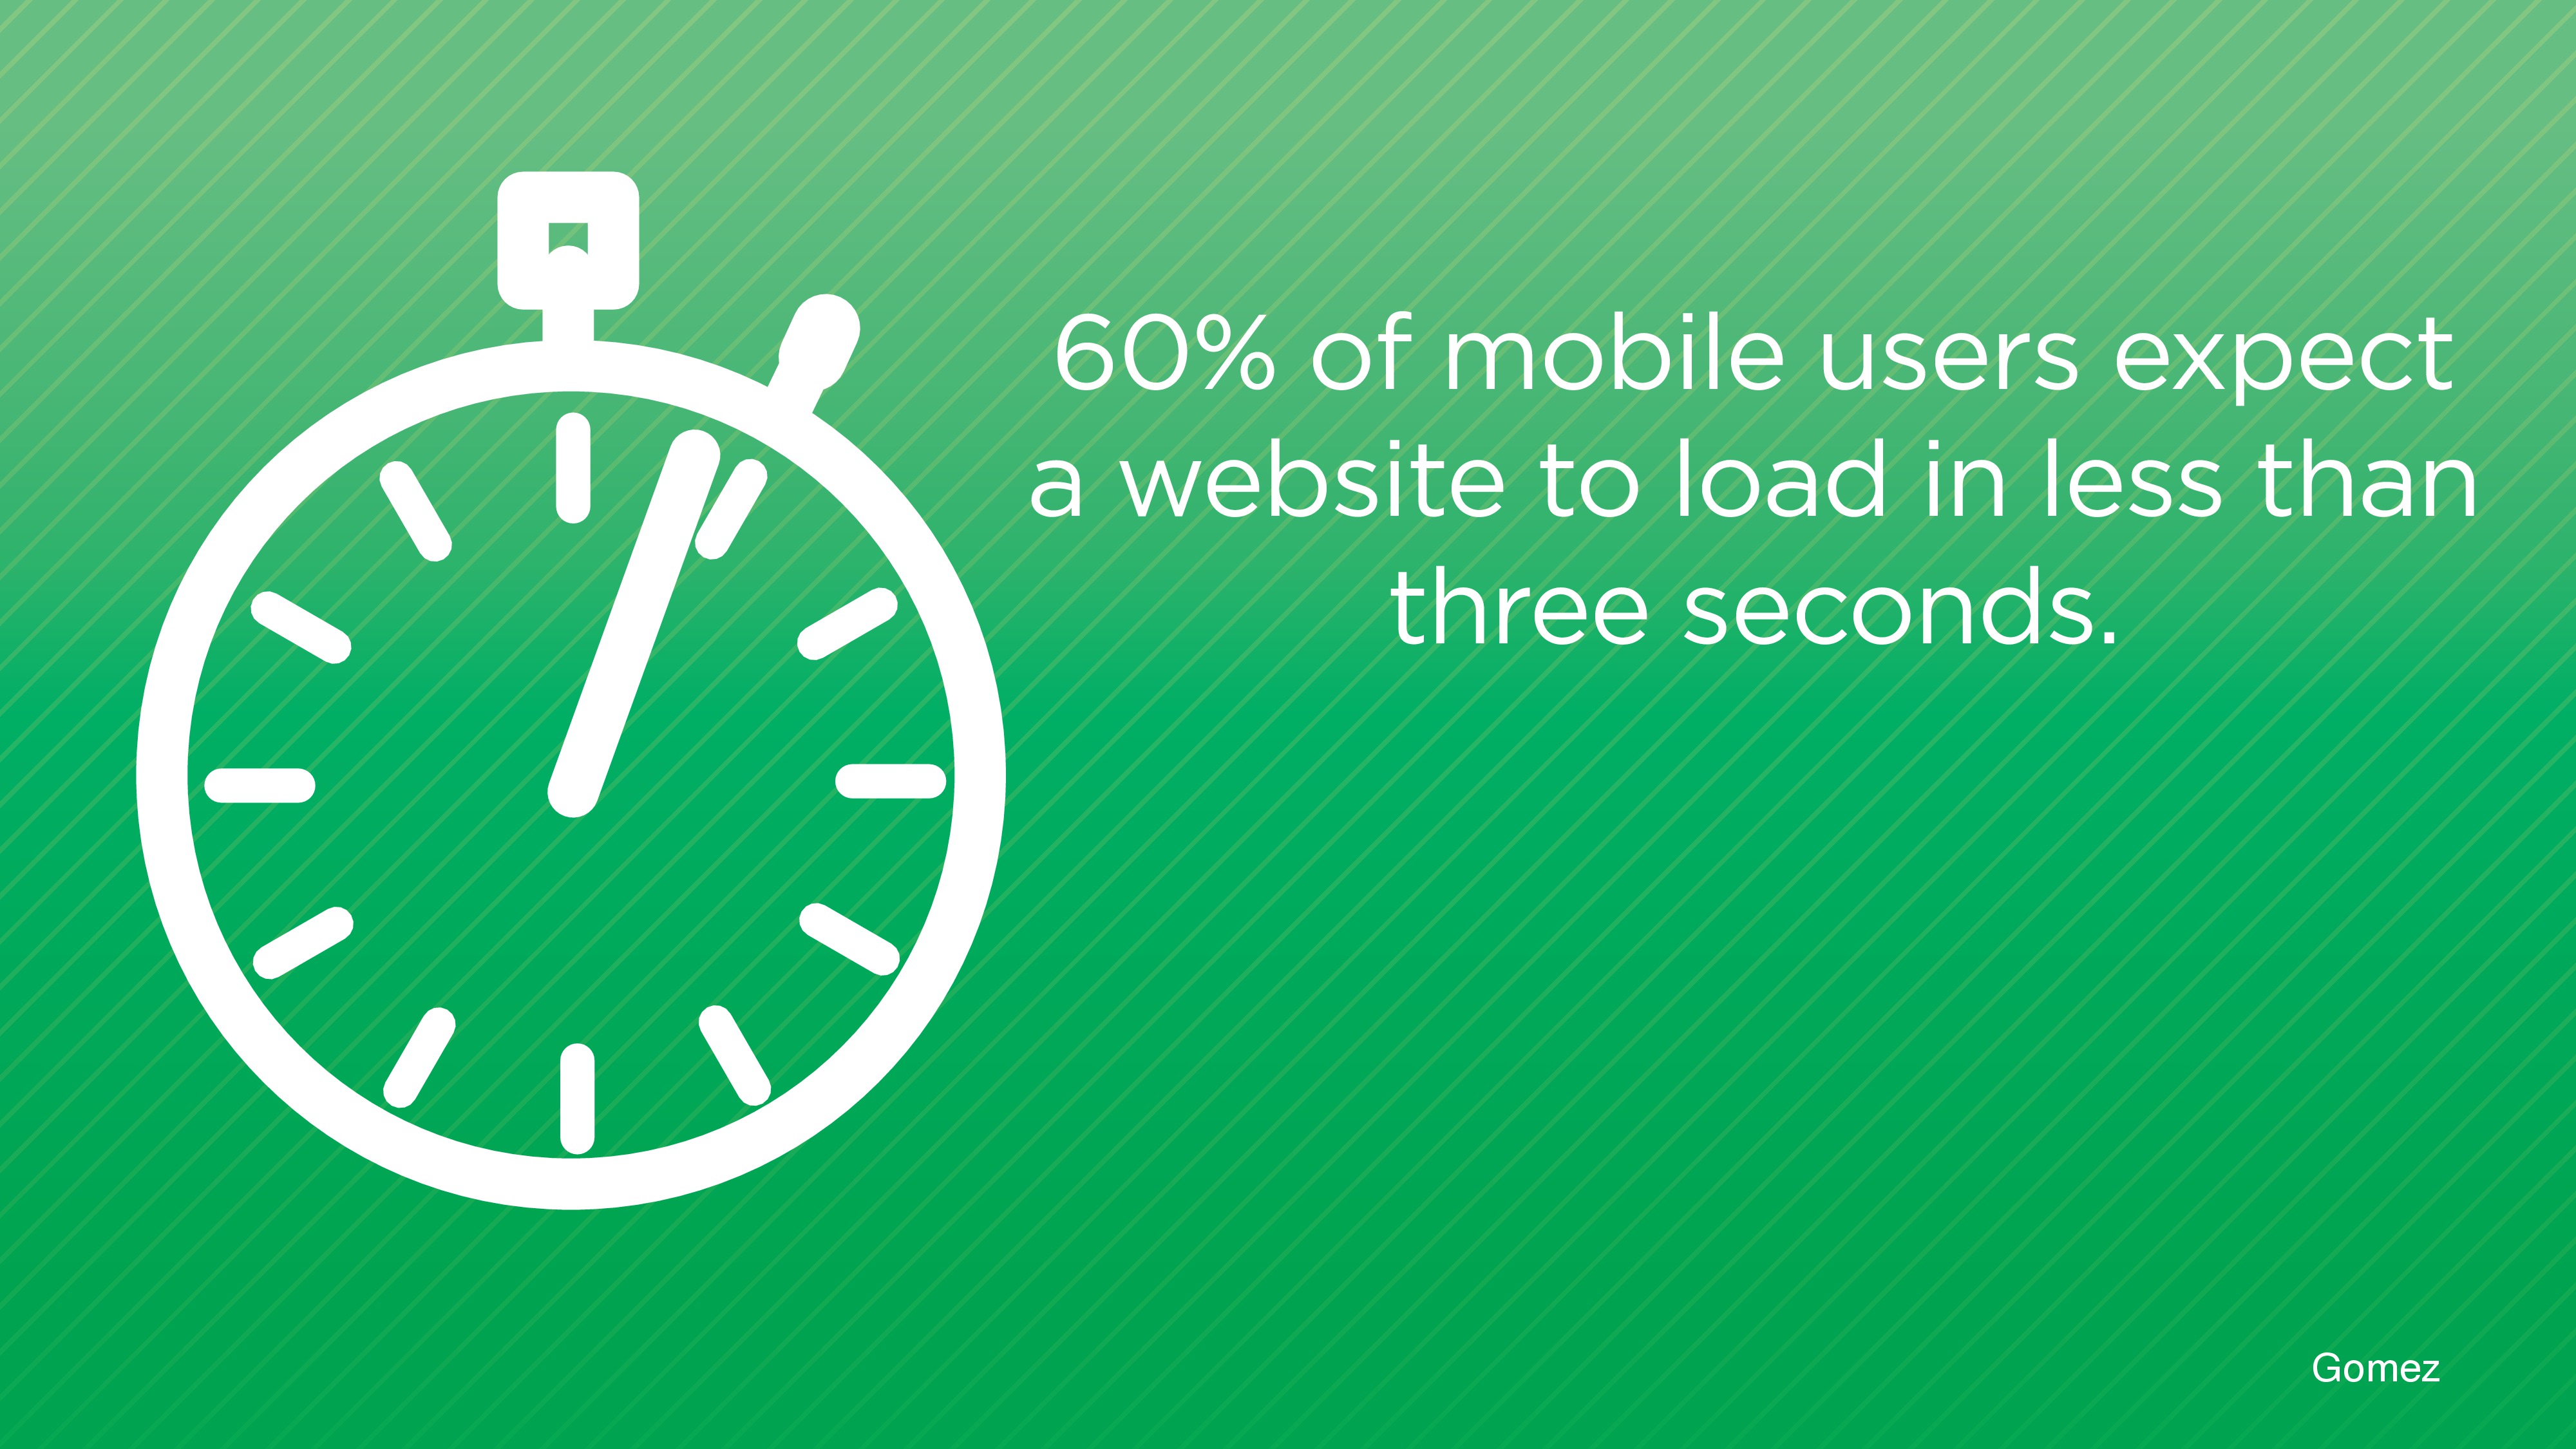 60% of mobile users expect
a website to load in less than
three seconds.
Gomez